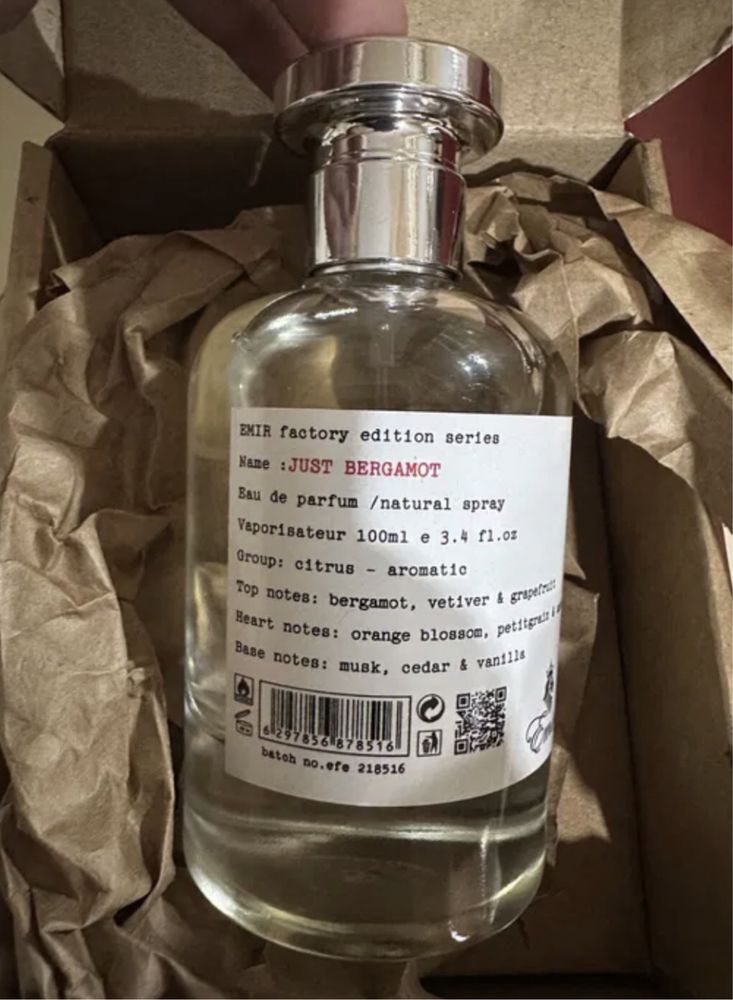 EMIR factory edition series
Name :JUST BERGAMOT
Eau de parfum /natural spray
Vaporisateur 100ml e 3.4 fl.oz
Group: citrus - aromatic
Top notes: bergamot, vetiver & grapefruit
Heart notes: orange blossom, petitgrain &
Base notes: musk, cedar & vanilla
6 297856 878516
batch no.efe 218516